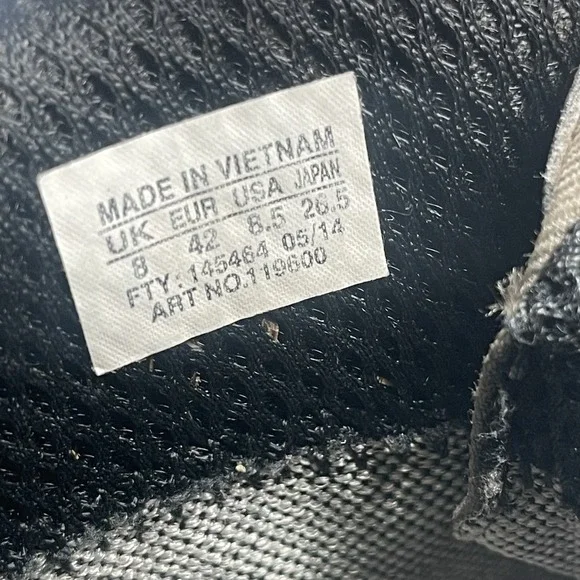 MADE IN VIETNAM
UK EUR USA JAPAN
8 42 8.5 26.5
FTY: 145464 05/14
ART NO.119600